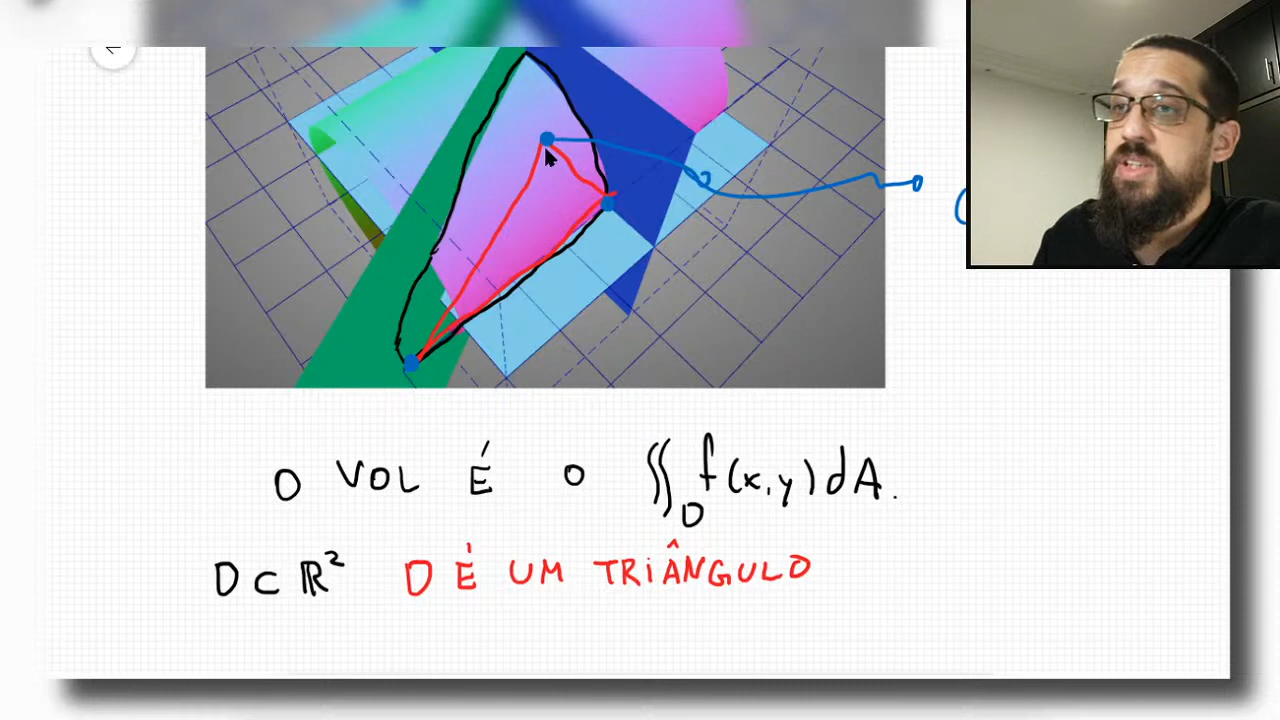 O VOL É O ∬_D f(x,y)dA.
D⊂ℝ² D É UM TRIÂNGULO